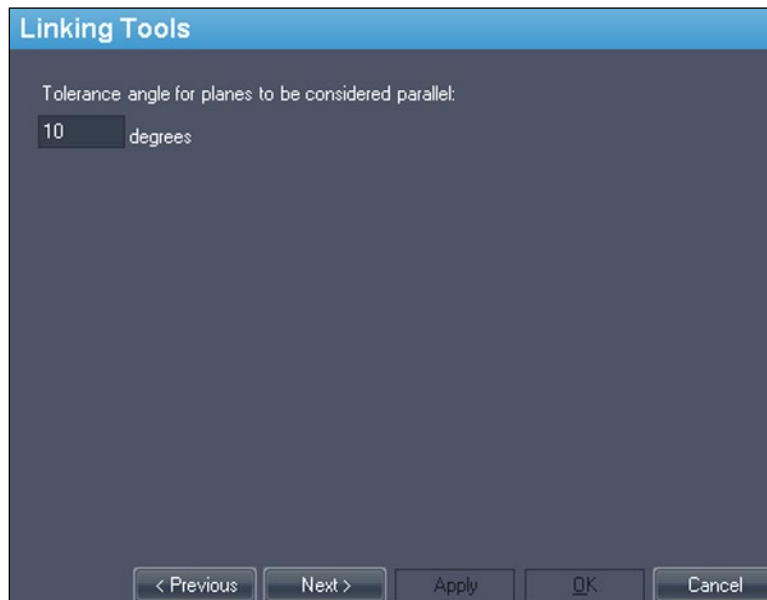 Linking Tools
Tolerance angle for planes to be considered parallel:
10 degrees
< Previous Next > Apply OK Cancel